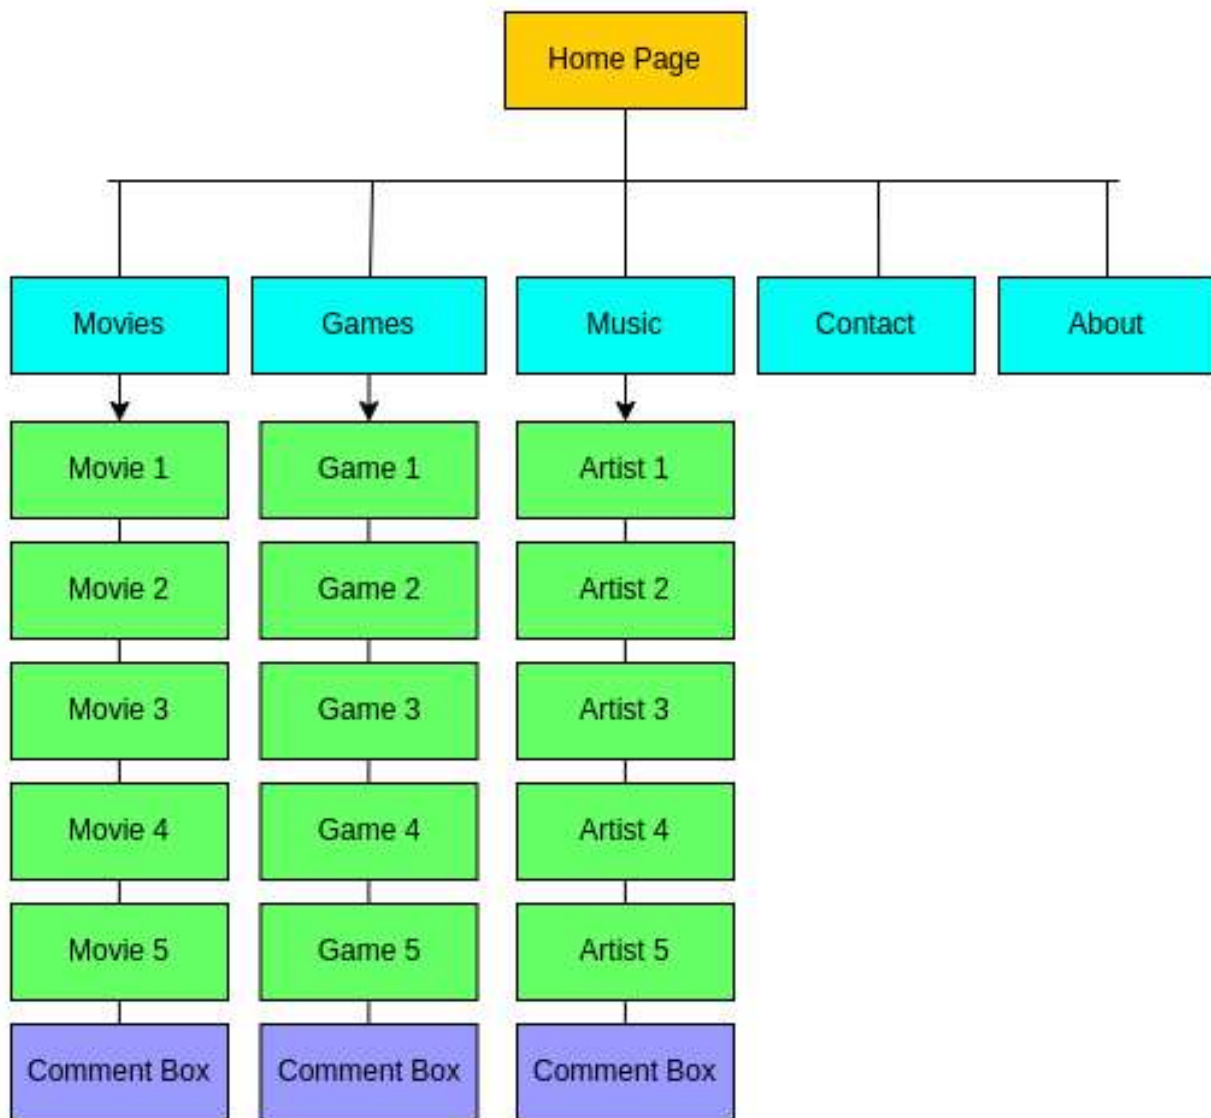 Home Page
Movies
Games
Music
Contact
About
Movie 1
Game 1
Artist 1
Movie 2
Game 2
Artist 2
Movie 3
Game 3
Artist 3
Movie 4
Game 4
Artist 4
Movie 5
Game 5
Artist 5
Comment Box
Comment Box
Comment Box